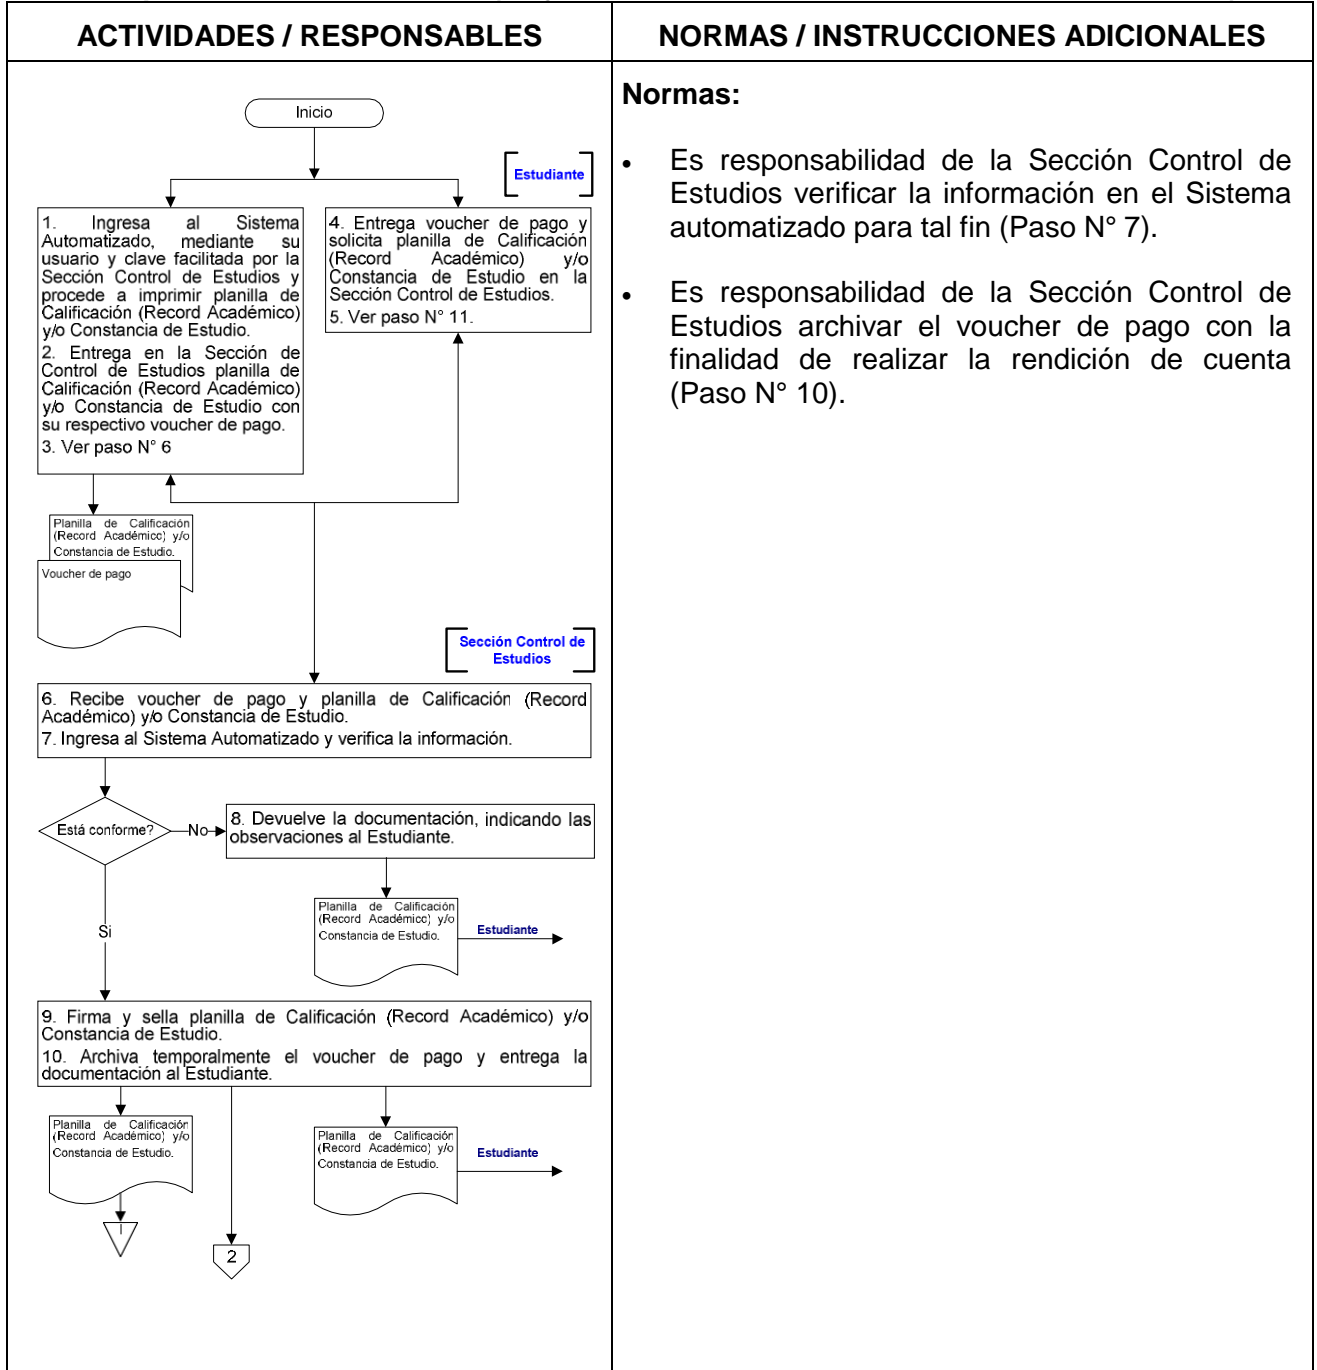 ACTIVIDADES / RESPONSABLES
NORMAS / INSTRUCCIONES ADICIONALES
Inicio
Estudiante
1. Ingresa al Sistema
Automatizado, mediante su
usuario y clave facilitada por la
Sección Control de Estudios y
procede a imprimir planilla de
Calificación (Record Académico)
y/o Constancia de Estudio.
2. Entrega en la Sección de
Control de Estudios planilla de
Calificación (Record Académico)
y/o Constancia de Estudio con
su respectivo voucher de pago.
3. Ver paso N° 6
4. Entrega voucher de pago y
solicita planilla de Calificación
(Record Académico) y/o
Constancia de Estudio en la
Sección Control de Estudios.
5. Ver paso N° 11.
Planilla de Calificación
(Record Académico) y/o
Constancia de Estudio.
Voucher de pago
Sección Control de
Estudios
6. Recibe voucher de pago y planilla de Calificación (Record
Académico) y/o Constancia de Estudio.
7. Ingresa al Sistema Automatizado y verifica la información.
Está conforme?
No
8. Devuelve la documentación, indicando las
observaciones al Estudiante.
Planilla de Calificación
(Record Académico) y/o
Constancia de Estudio.
Estudiante
Si
9. Firma y sella planilla de Calificación (Record Académico) y/o
Constancia de Estudio.
10. Archiva temporalmente el voucher de pago y entrega la
documentación al Estudiante.
Planilla de Calificación
(Record Académico) y/o
Constancia de Estudio.
Planilla de Calificación
(Record Académico) y/o
Constancia de Estudio.
Estudiante
2
Normas:
• Es responsabilidad de la Sección Control de
Estudios verificar la información en el Sistema
automatizado para tal fin (Paso N° 7).
• Es responsabilidad de la Sección Control de
Estudios archivar el voucher de pago con la
finalidad de realizar la rendición de cuenta
(Paso N° 10).